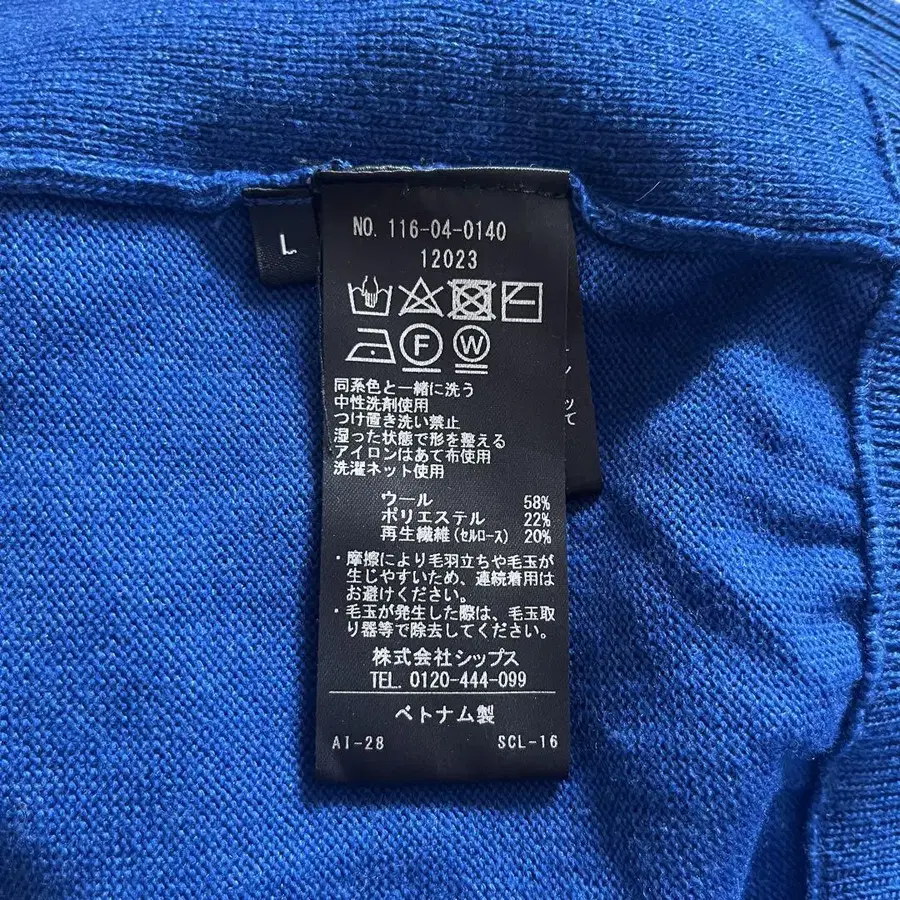 L
NO. 116-04-0140
12023
F
W
同系色と一緒に洗う
中性洗剤使用
つけ置き洗い禁止
湿った状態で形を整える
アイロンはあて布使用
洗濯ネット使用
ウール 58%
ポリエステル 22%
再生繊維(セルロース) 20%
・摩擦により毛羽立ちや毛玉が
生じやすいため、連続着用は
お避けください。
・毛玉が発生した際は、毛玉取
り器等で除去してください。
株式会社シップス
TEL. 0120-444-099
ベトナム製
AI-28 SCL-16